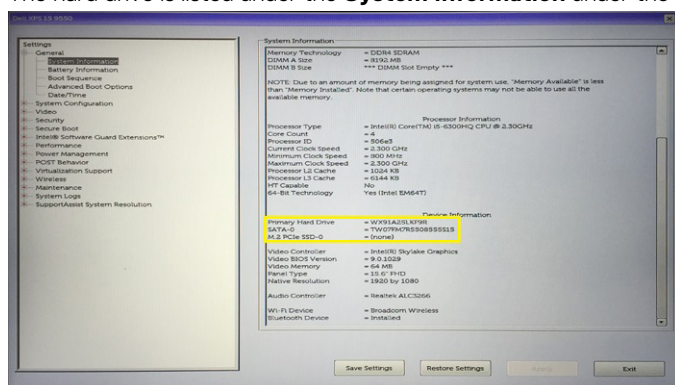 The hard drive is listed under the System Information under the
Dell XPS 15 9550
Settings
General
System Information
Battery Information
Boot Sequence
Advanced Boot Options
Date/Time
System Configuration
Video
Security
Secure Boot
Intel® Software Guard Extensions™
Performance
Power Management
POST Behavior
Virtualization Support
Wireless
Maintenance
System Logs
SupportAssist System Resolution
System Information
Memory Technology = DDR4 SDRAM
DIMM A Size = 8192 MB
DIMM B Size *** DIMM Slot Empty ***
NOTE: Due to an amount of memory being assigned for system use, "Memory Available" is less
than "Memory Installed". Note that certain operating systems may not be able to use all the
available memory.
Processor Information
Processor Type = Intel(R) Core(TM) i5-6300HQ CPU @ 2.30GHz
Core Count = 4
Processor ID = 506e3
Current Clock Speed = 2.300 GHz
Minimum Clock Speed = 800 MHz
Maximum Clock Speed = 2.300 GHz
Processor L2 Cache = 1024 KB
Processor L3 Cache = 6144 KB
HT Capable No
64-Bit Technology Yes (Intel EM64T)
Device Information
Primary Hard Drive = WX91A25LKP9R
SATA-0 = TW07FM7R5508555515
M.2 PCIe SSD-0 = (none)
Video Controller = Intel(R) Skylake Graphics
Video BIOS Version = 9.0.1029
Video Memory = 64 MB
Panel Type = 15.6" FHD
Native Resolution = 1920 by 1080
Audio Controller = Realtek ALC3266
Wi-Fi Device = Broadcom Wireless
Bluetooth Device = Installed
Save Settings
Restore Settings
Apply
Exit